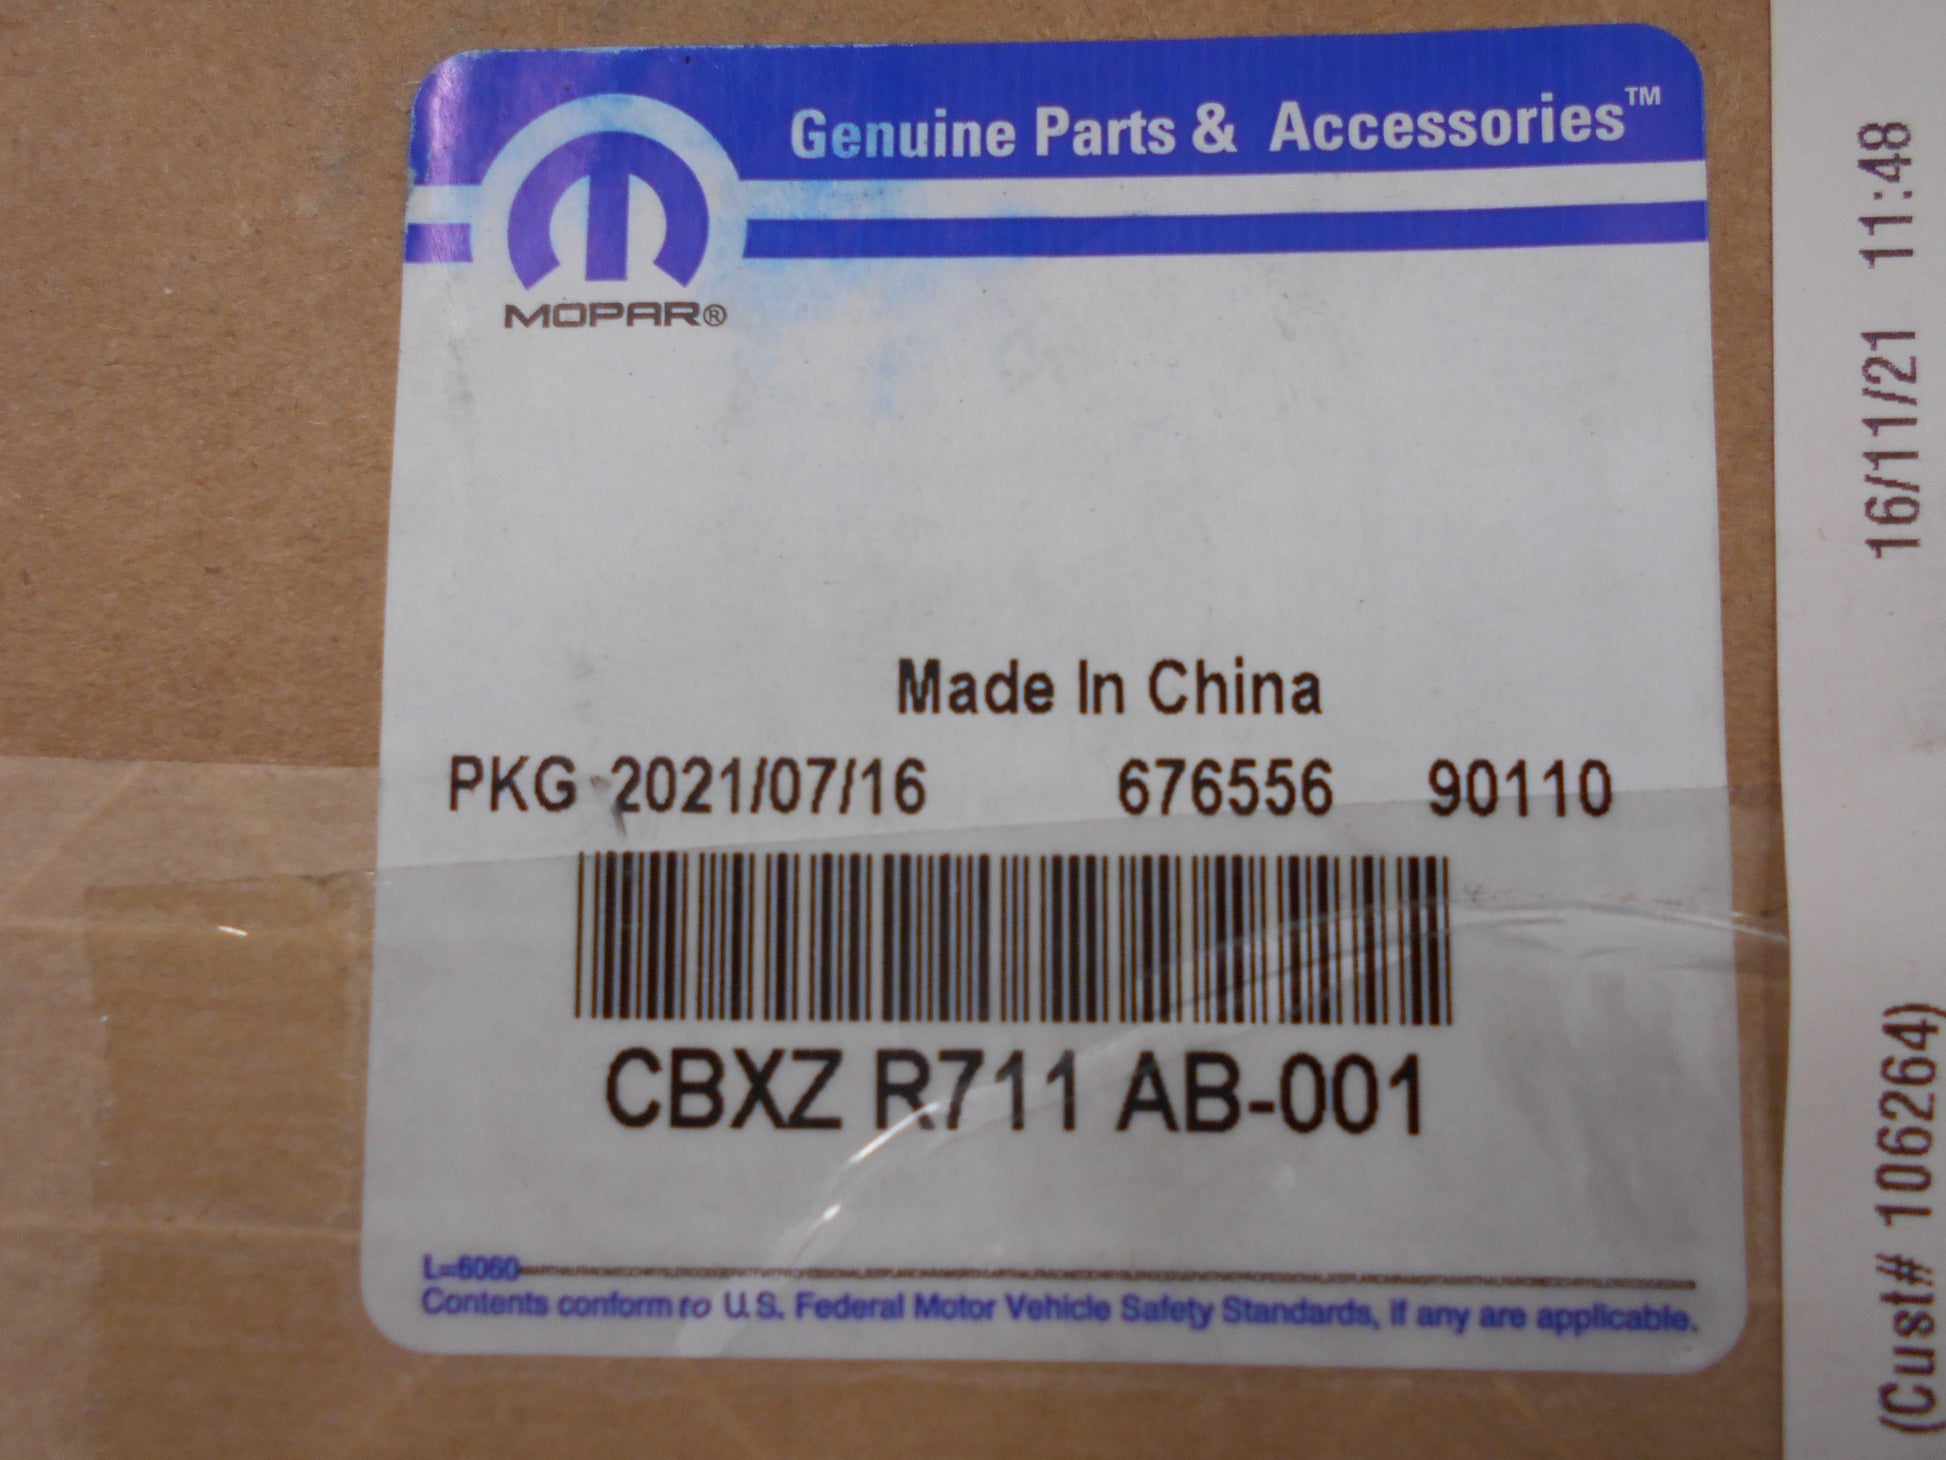 Genuine Parts & Accessories™
MOPAR®
Made In China
PKG 2021/07/16 676556 90110
CBXZ R711 AB-001
L=6060
Contents conform to U.S. Federal Motor Vehicle Safety Standards, if any are applicable.
16/11/21 11:48
(Cust# 106264)